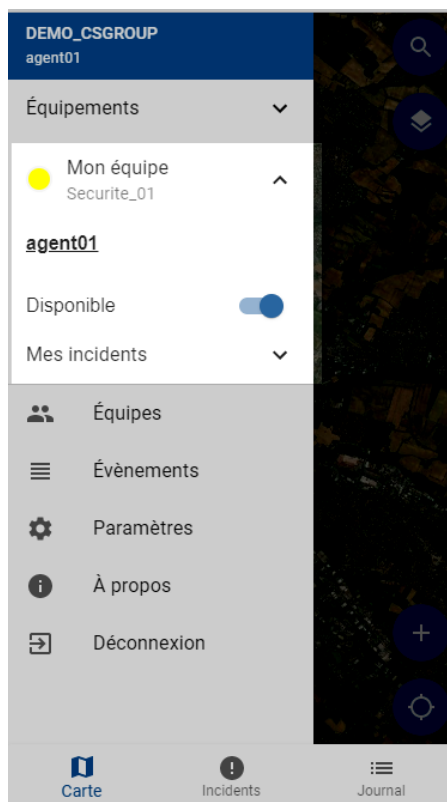 DEMO_CSGROUP
agent01
Équipements
Mon équipe
Securite_01
agent01
Disponible
Mes incidents
Équipes
Évènements
Paramètres
À propos
Déconnexion
Carte
Incidents
Journal